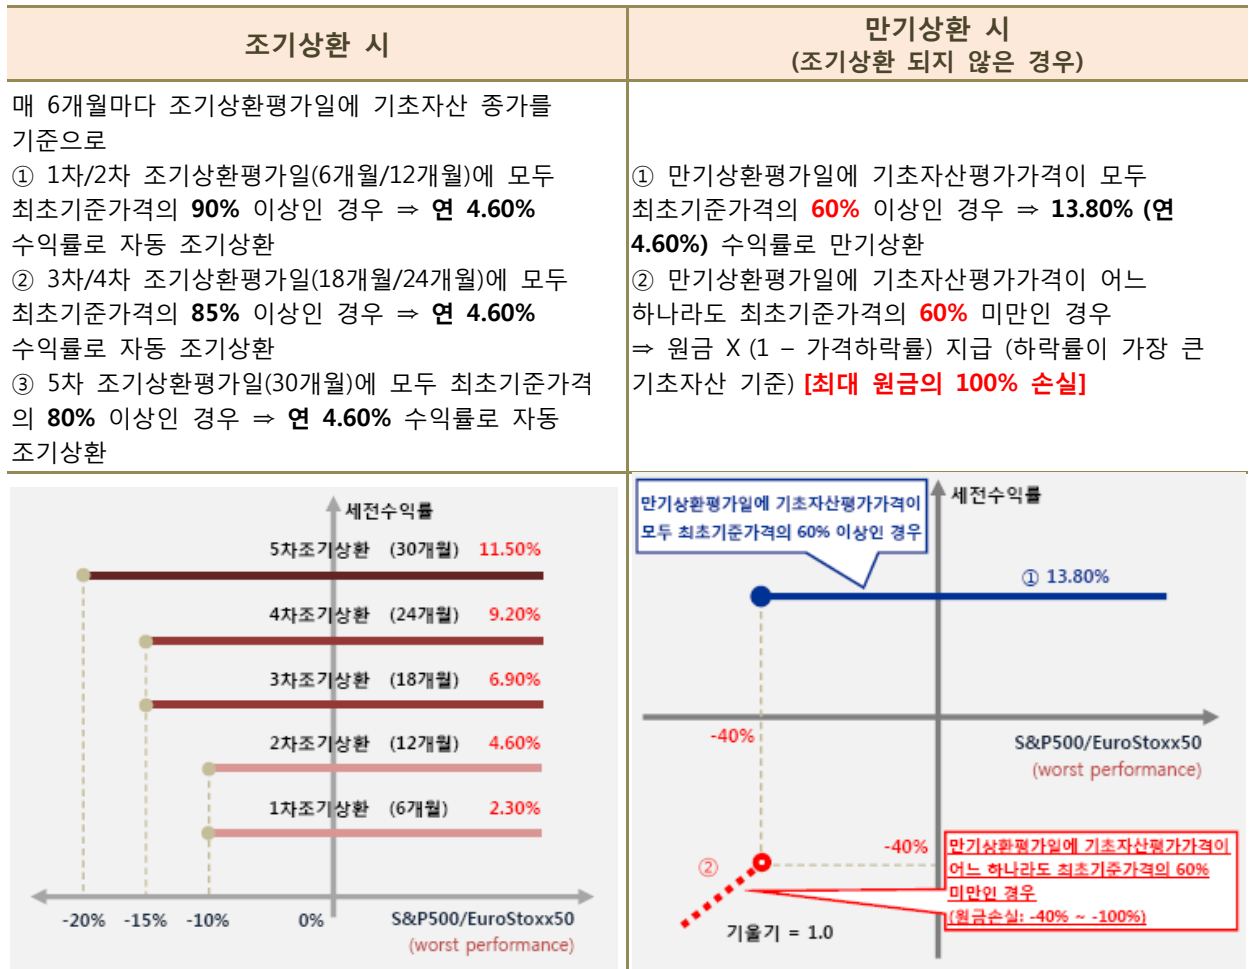 조기상환 시
만기상환 시
(조기상환 되지 않은 경우)
매 6개월마다 조기상환평가일에 기초자산 종가를
기준으로
① 1차/2차 조기상환평가일(6개월/12개월)에 모두
최초기준가격의 90% 이상인 경우 ⇒ 연 4.60%
수익률로 자동 조기상환
② 3차/4차 조기상환평가일(18개월/24개월)에 모두
최초기준가격의 85% 이상인 경우 ⇒ 연 4.60%
수익률로 자동 조기상환
③ 5차 조기상환평가일(30개월)에 모두 최초기준가격
의 80% 이상인 경우 ⇒ 연 4.60% 수익률로 자동
조기상환
① 만기상환평가일에 기초자산평가가격이 모두
최초기준가격의 60% 이상인 경우 ⇒ 13.80% (연
4.60%) 수익률로 만기상환
② 만기상환평가일에 기초자산평가가격이 어느
하나라도 최초기준가격의 60% 미만인 경우
⇒ 원금 X (1 – 가격하락률) 지급 (하락률이 가장 큰
기초자산 기준) [최대 원금의 100% 손실]
세전수익률
5차조기상환 (30개월) 11.50%
4차조기상환 (24개월) 9.20%
3차조기상환 (18개월) 6.90%
2차조기상환 (12개월) 4.60%
1차조기상환 (6개월) 2.30%
-20% -15% -10% 0% S&P500/EuroStoxx50
(worst performance)
만기상환평가일에 기초자산평가가격이
모두 최초기준가격의 60% 이상인 경우
세전수익률
① 13.80%
-40%
S&P500/EuroStoxx50
(worst performance)
-40%
②
만기상환평가일에 기초자산평가가격이
어느 하나라도 최초기준가격의 60%
미만인 경우
(원금손실: -40% ~ -100%)
기울기 = 1.0